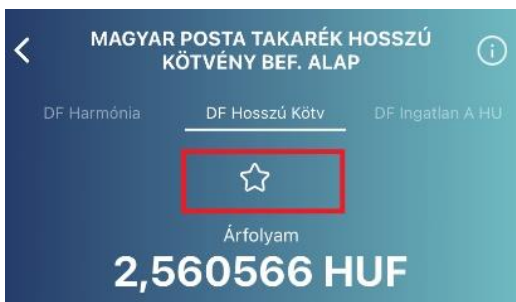 MAGYAR POSTA TAKARÉK HOSSZÚ
KÖTVÉNY BEF. ALAP
DF Harmónia
DF Hosszú Kötv
DF Ingatlan A HU
Árfolyam
2,560566 HUF